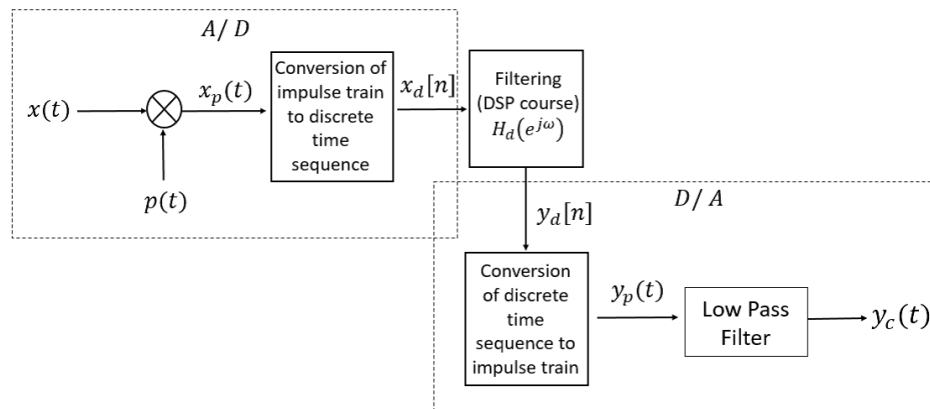 A/ D
x(t)
x_p(t)
p(t)
Conversion of
impulse train
to discrete
time
sequence
x_d[n]
Filtering
(DSP course)
H_d(e^{jω})
D/ A
y_d[n]
Conversion
of discrete
time
sequence to
impulse train
y_p(t)
Low Pass
Filter
y_c(t)